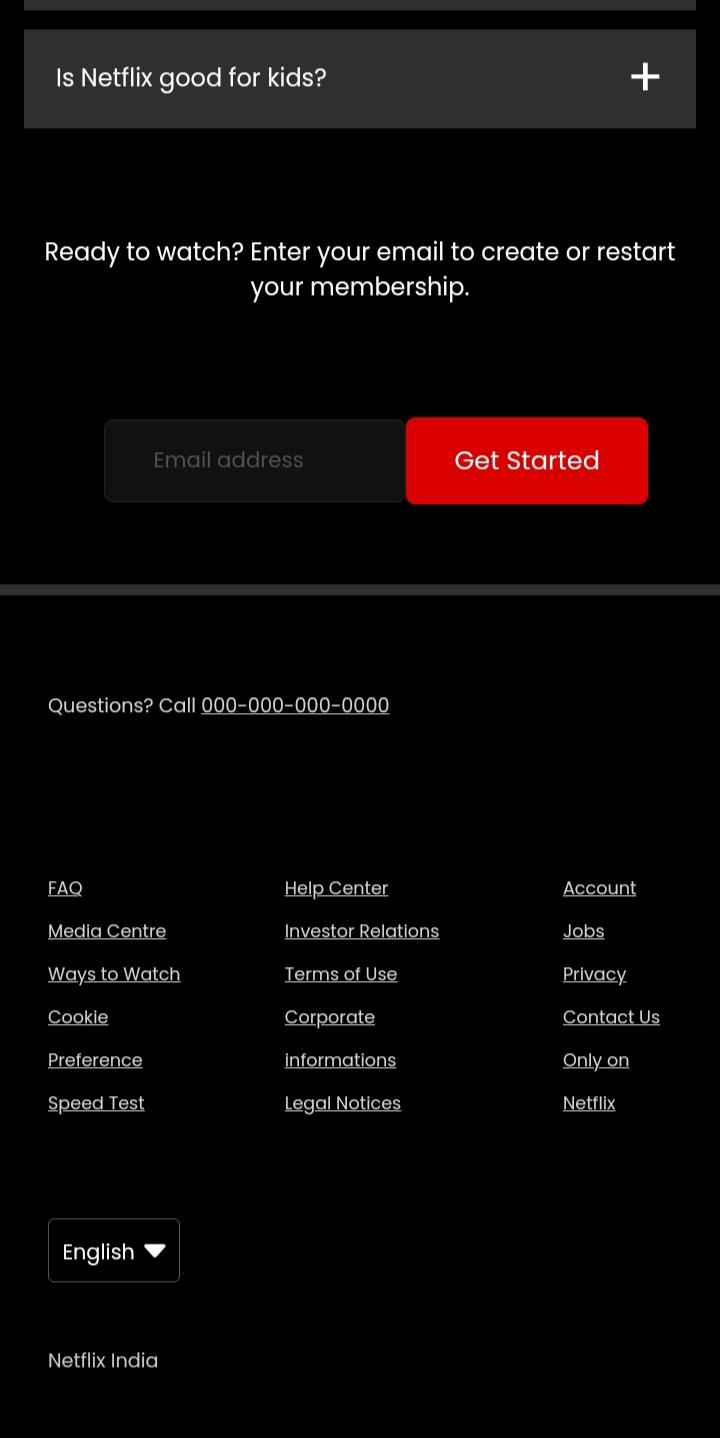 Is Netflix good for kids?
Ready to watch? Enter your email to create or restart
your membership.
Email address
Get Started
Questions? Call 000-000-000-0000
FAQ
Media Centre
Ways to Watch
Cookie
Preference
Speed Test
Help Center
Investor Relations
Terms of Use
Corporate
informations
Legal Notices
Account
Jobs
Privacy
Contact Us
Only on
Netflix
English
Netflix India